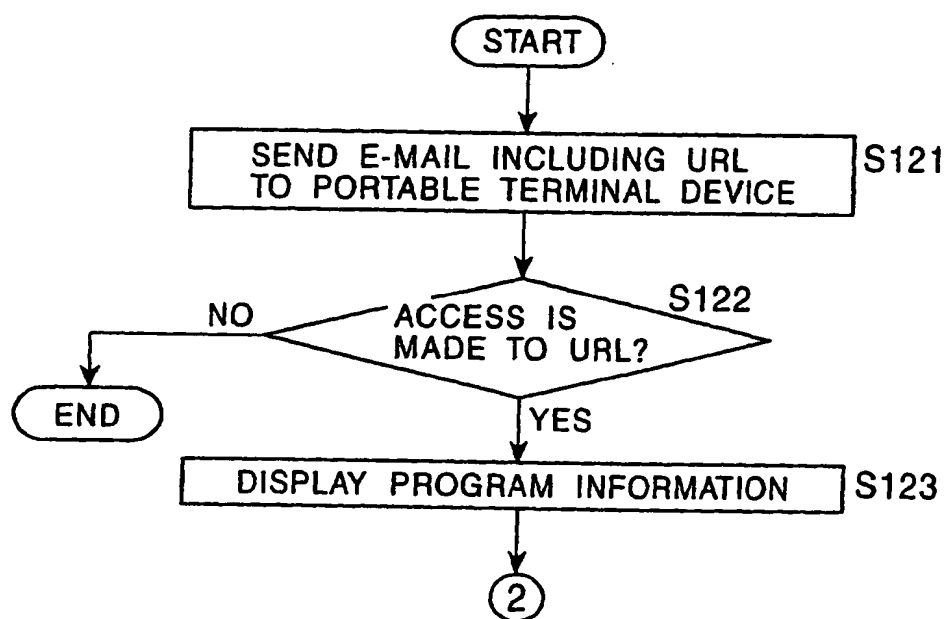 START
SEND E-MAIL INCLUDING URL
TO PORTABLE TERMINAL DEVICE
S121
S122
ACCESS IS
MADE TO URL?
NO
END
YES
DISPLAY PROGRAM INFORMATION
S123
2